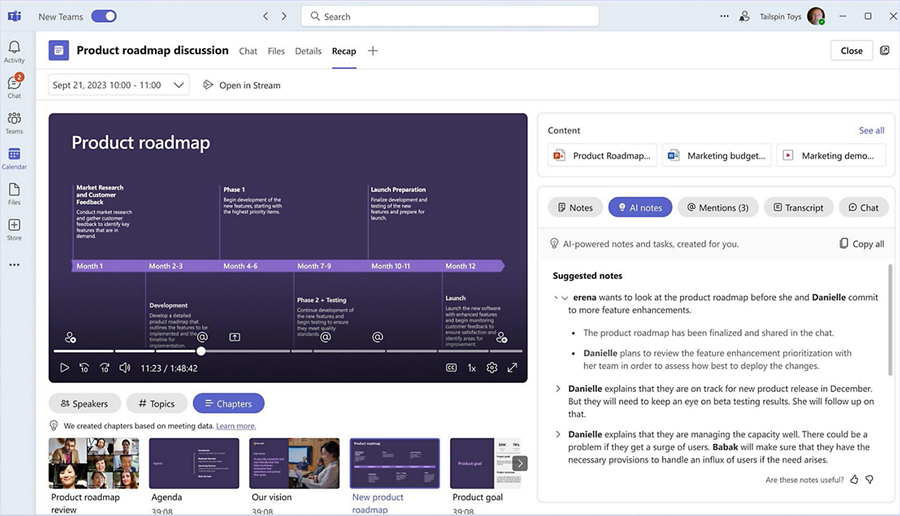 New Teams
Search
Tailspin Toys
Activity
Chat
2
Teams
Calendar
Files
Store
Product roadmap discussion
Chat
Files
Details
Recap
Close
Sept 21, 2023 10:00 - 11:00
Open in Stream
Product roadmap
Market Research
and Customer
Feedback
Conduct market research
and gather customer
feedback to identify key
features that are in
demand.
Phase 1
Begin development of the
new features, starting with
the highest priority items.
Launch Preparation
Finalize development and
testing of the new
features and prepare for
launch.
Month 1
Month 2-3
Month 4-6
Month 7-9
Month 10-11
Month 12
Development
Develop a detailed
product roadmap that
outlines the features to be
implemented and the
timeline for
implementation.
Phase 2 + Testing
Continue development of
the new features and
begin testing to ensure
they meet quality
standards.
Launch
Launch the new software
with enhanced features
and begin monitoring
customer feedback to
ensure satisfaction and
identify areas for
improvement.
10
10
11:23 / 1:48:42
1x
Speakers
Topics
Chapters
We created chapters based on meeting data. Learn more.
Product roadmap
review
Agenda
39:08
Our vision
39:08
New product
roadmap
Product goal
39:08
Content
See all
Product Roadmap...
Marketing budget...
Marketing demo...
Notes
AI notes
Mentions (3)
Transcript
Chat
AI-powered notes and tasks, created for you.
Copy all
Suggested notes
erena wants to look at the product roadmap before she and Danielle commit
to more feature enhancements.
• The product roadmap has been finalized and shared in the chat.
• Danielle plans to review the feature enhancement prioritization with
her team in order to assess how best to deploy the changes.
Danielle explains that they are on track for new product release in December.
But they will need to keep an eye on beta testing results. She will follow up on
that.
Danielle explains that they are managing the capacity well. There could be a
problem if they get a surge of users. Babak will make sure that they have the
necessary provisions to handle an influx of users if the need arises.
Are these notes useful?